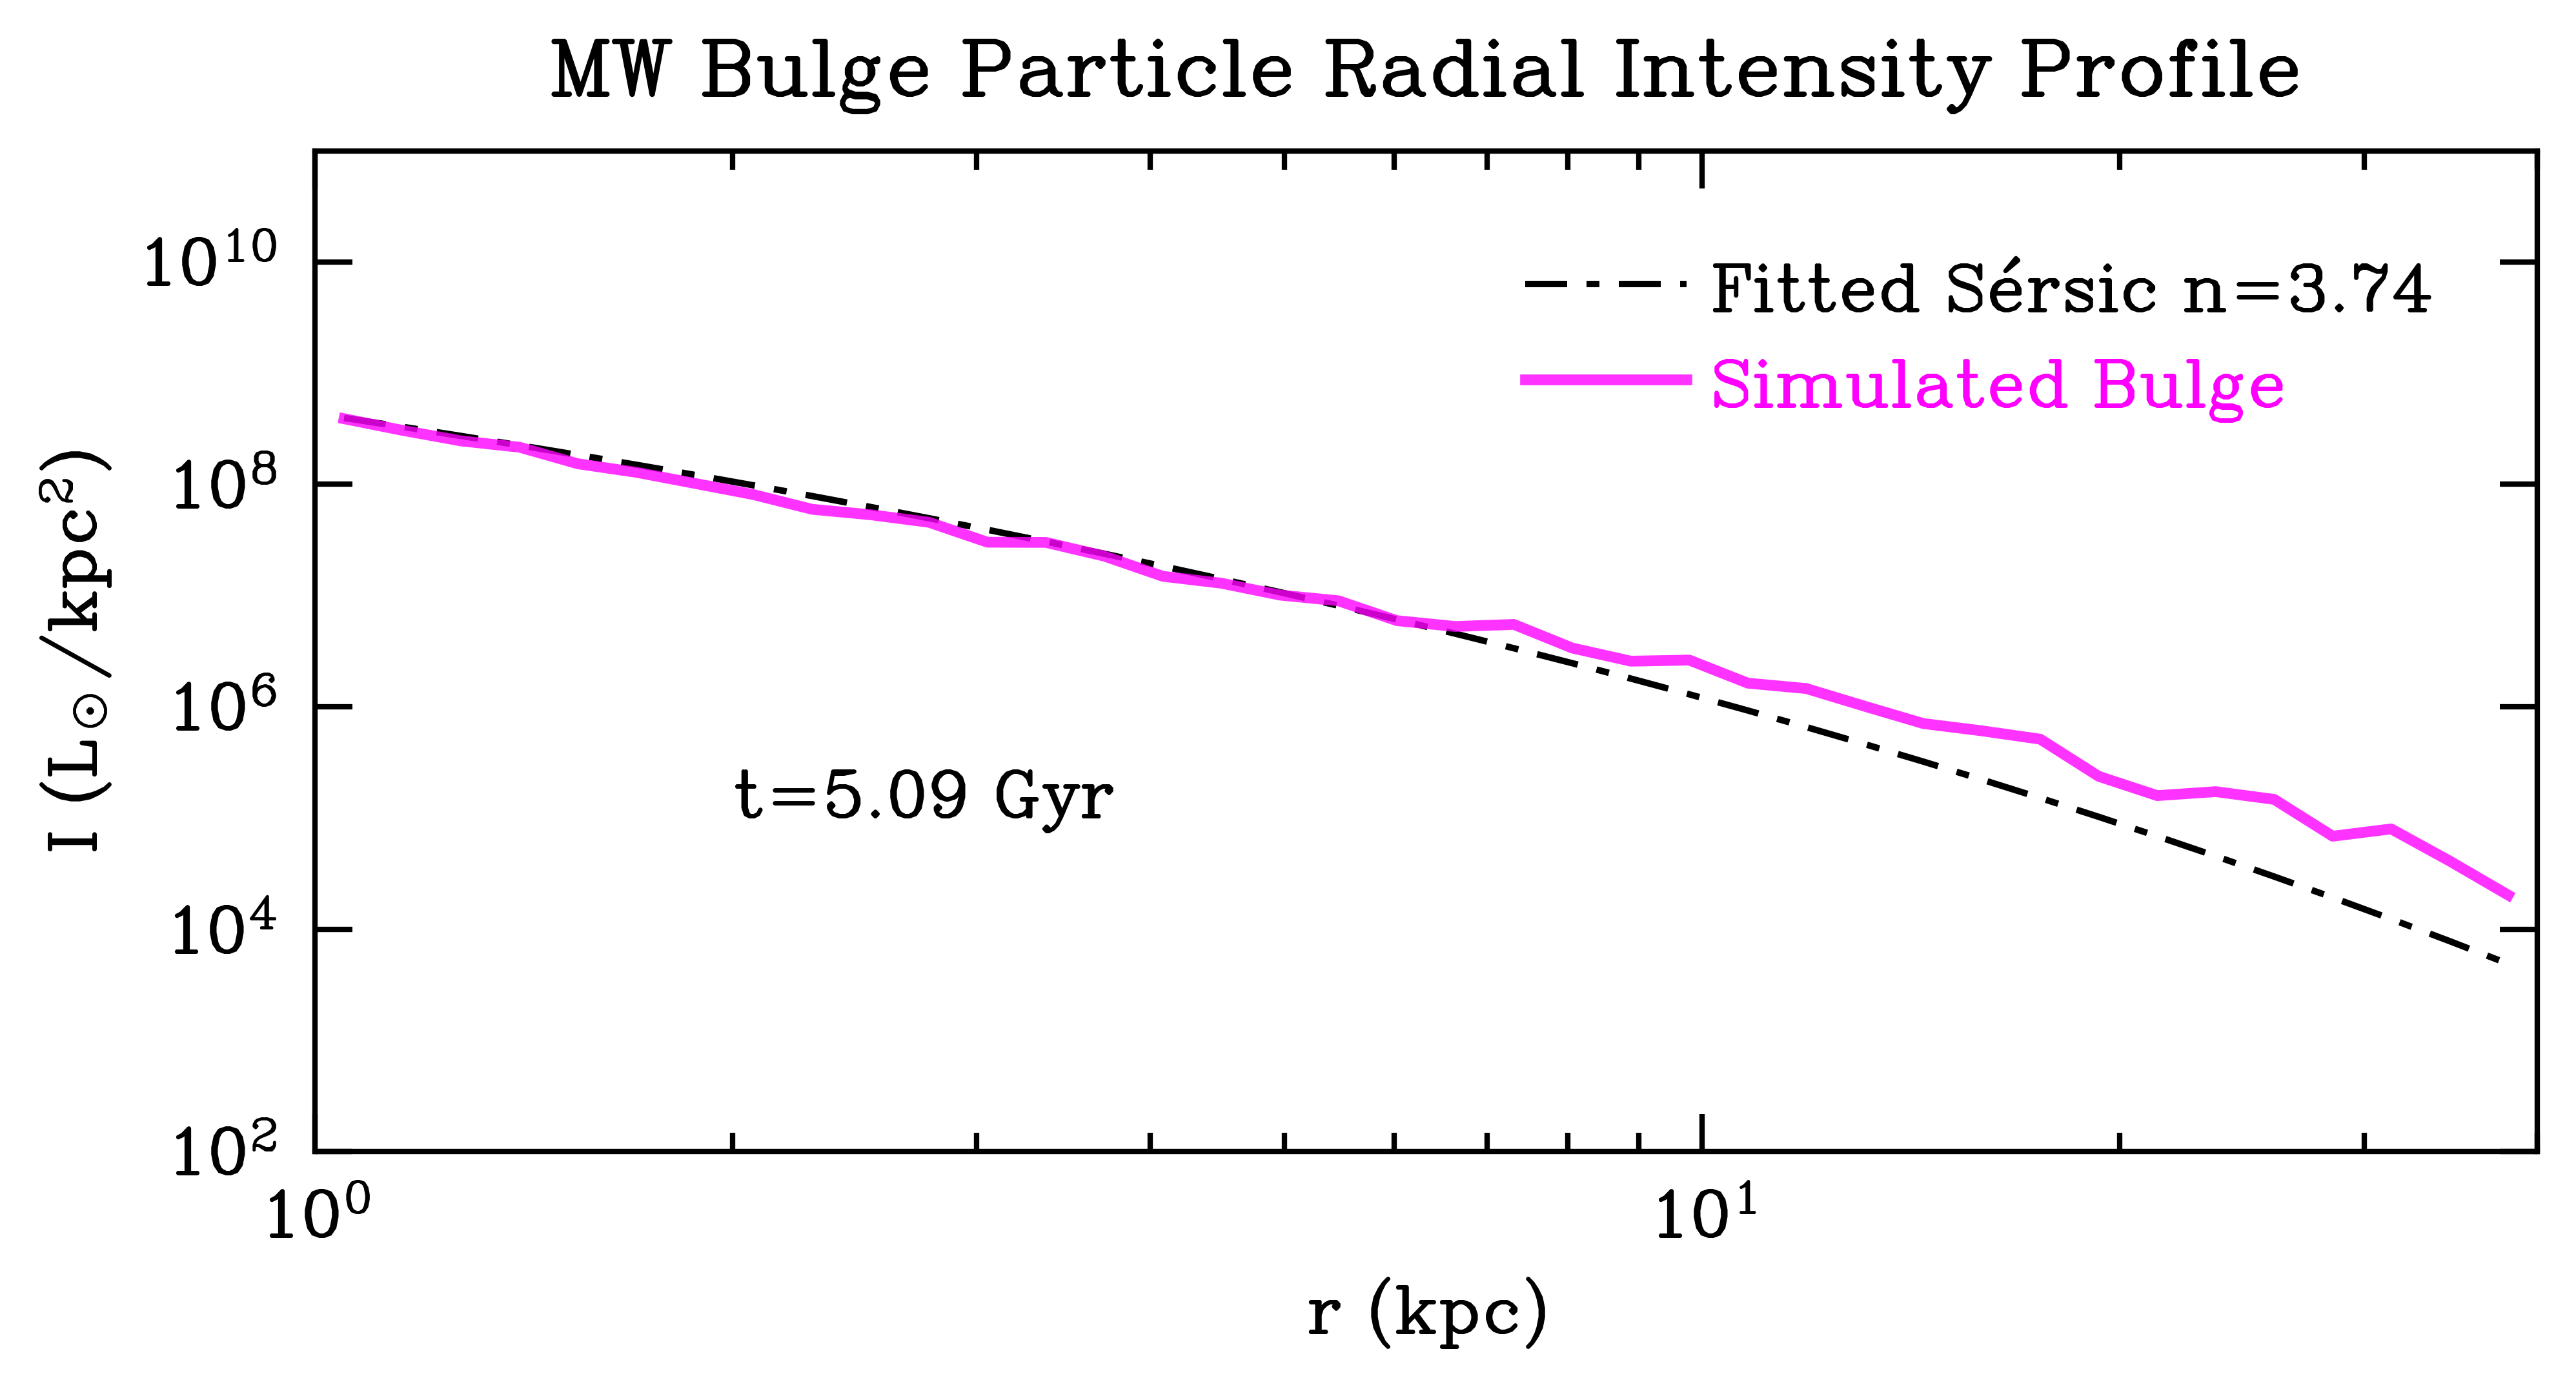 MW Bulge Particle Radial Intensity Profile
10¹⁰
10⁸
10⁶
10⁴
10²
I (L☉/kpc²)
Fitted Sérsic n=3.74
Simulated Bulge
t=5.09 Gyr
10⁰ 10¹
r (kpc)